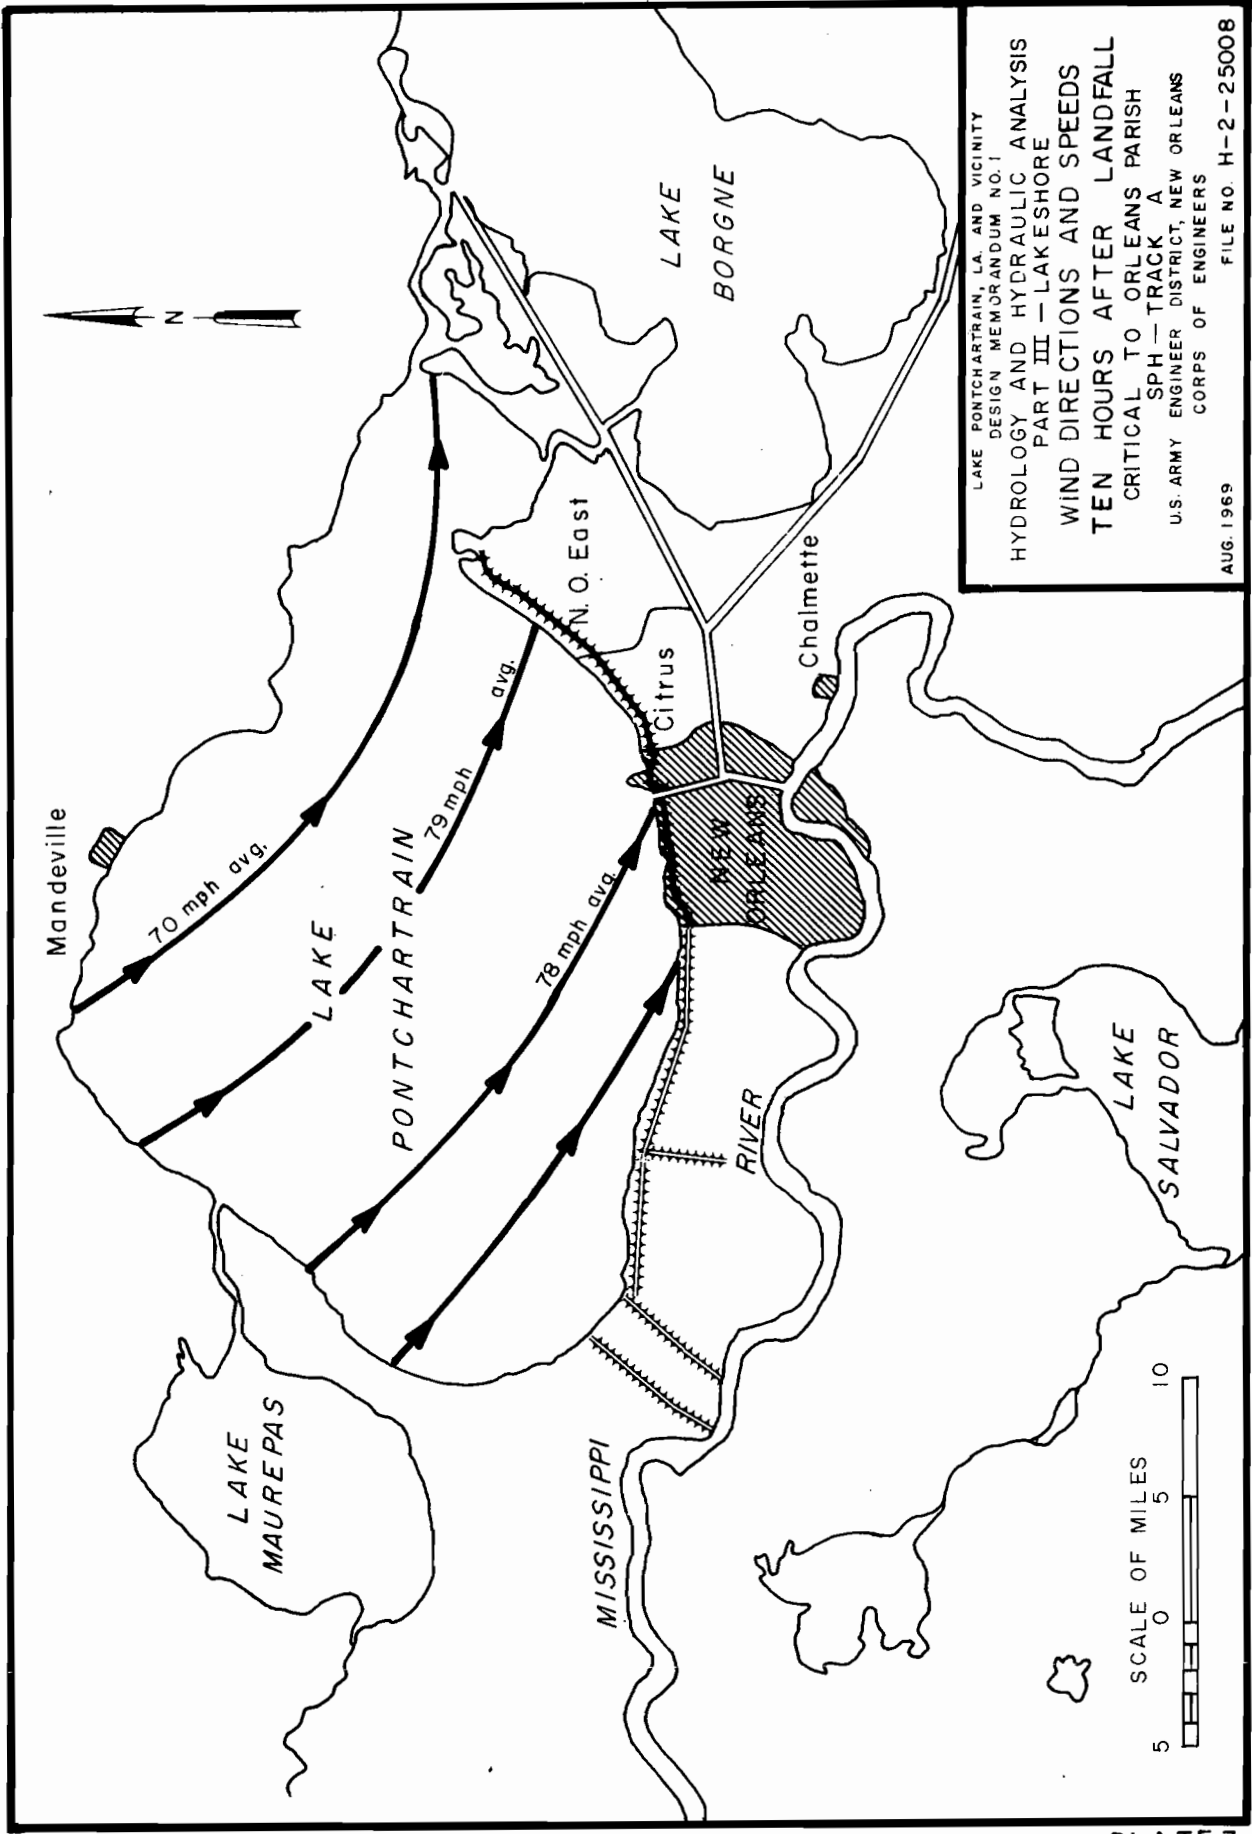 Mandeville
70 mph avg.
LAKE
PONTCHARTRAIN
79 mph avg.
78 mph avg.
LAKE
MAUREPAS
N
N. O. East
Citrus
LAKE
BORGNE
Chalmette
NEW
ORLEANS
MISSISSIPPI
RIVER
LAKE
SALVADOR
SCALE OF MILES
5 0 5 10
LAKE PONTCHARTRAIN, LA. AND VICINITY
DESIGN MEMORANDUM NO. 1
HYDROLOGY AND HYDRAULIC ANALYSIS
PART III - LAKESHORE
WIND DIRECTIONS AND SPEEDS
TEN HOURS AFTER LANDFALL
CRITICAL TO ORLEANS PARISH
SPH - TRACK A
U.S. ARMY ENGINEER DISTRICT, NEW ORLEANS
CORPS OF ENGINEERS
AUG. 1969 FILE NO. H-2-25008